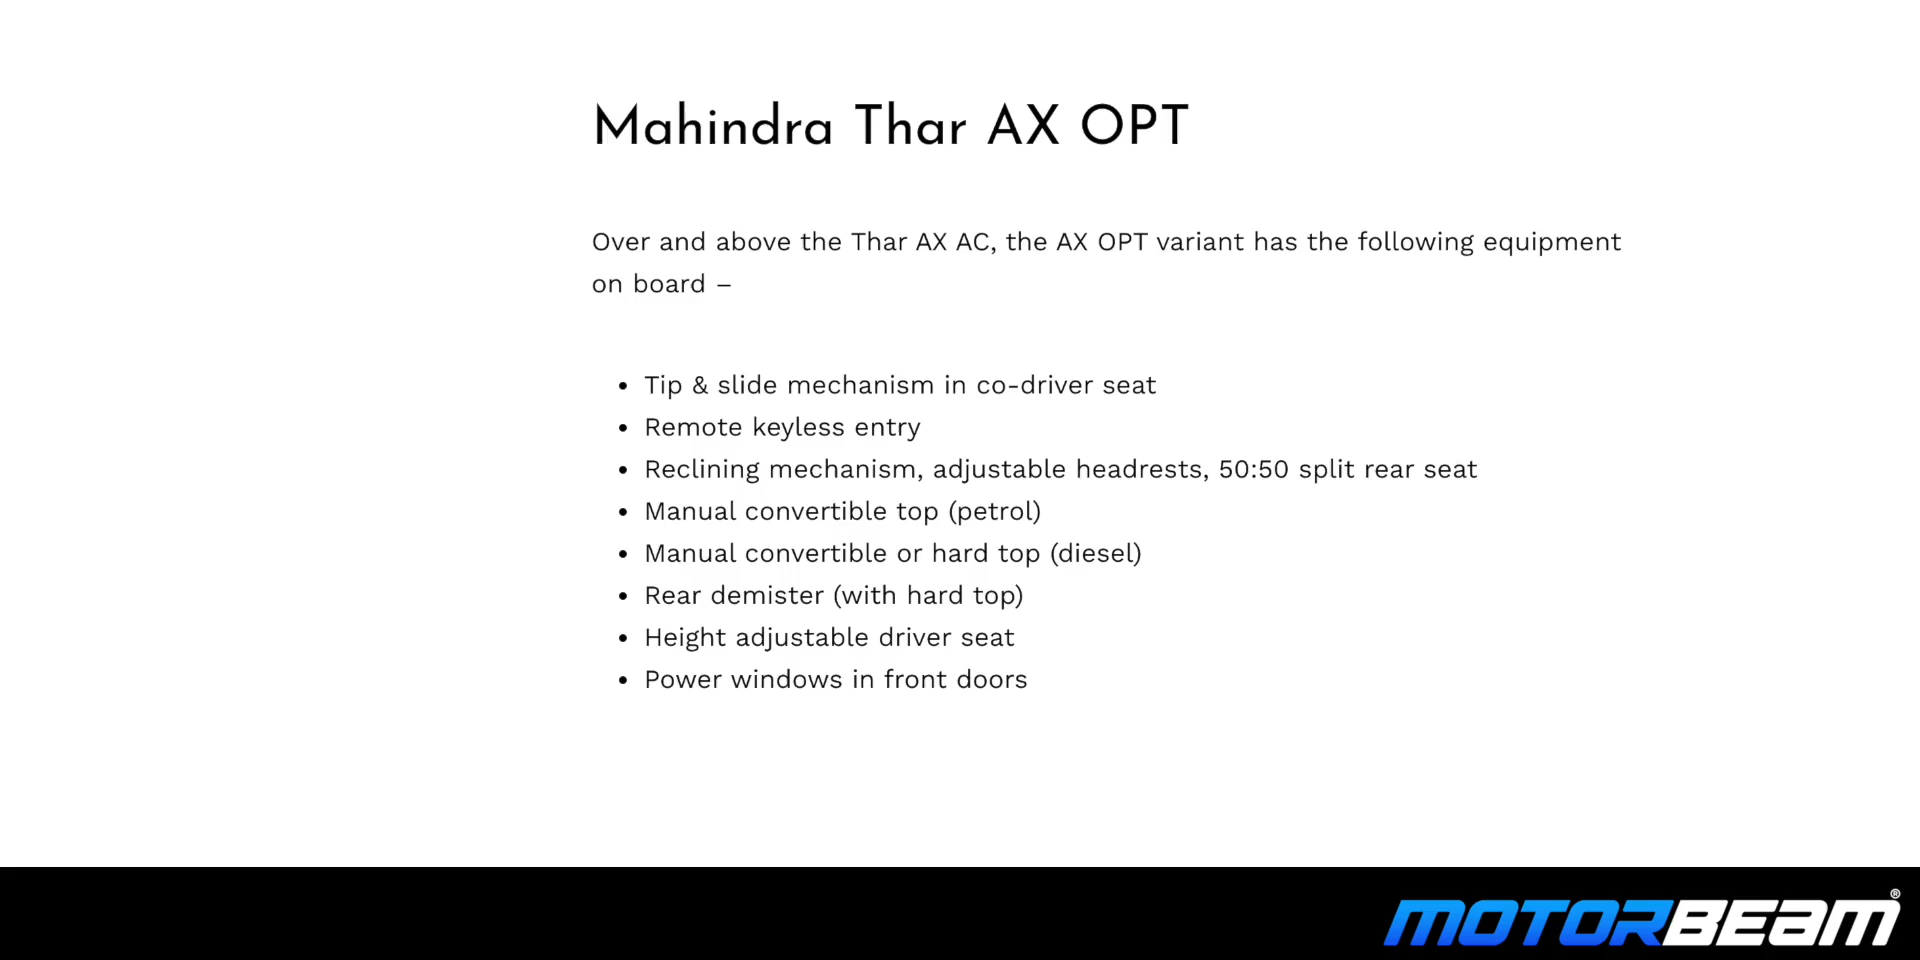 Mahindra Thar AX OPT
Over and above the Thar AX AC, the AX OPT variant has the following equipment
on board –
• Tip & slide mechanism in co-driver seat
• Remote keyless entry
• Reclining mechanism, adjustable headrests, 50:50 split rear seat
• Manual convertible top (petrol)
• Manual convertible or hard top (diesel)
• Rear demister (with hard top)
• Height adjustable driver seat
• Power windows in front doors
MOTORBEAM®